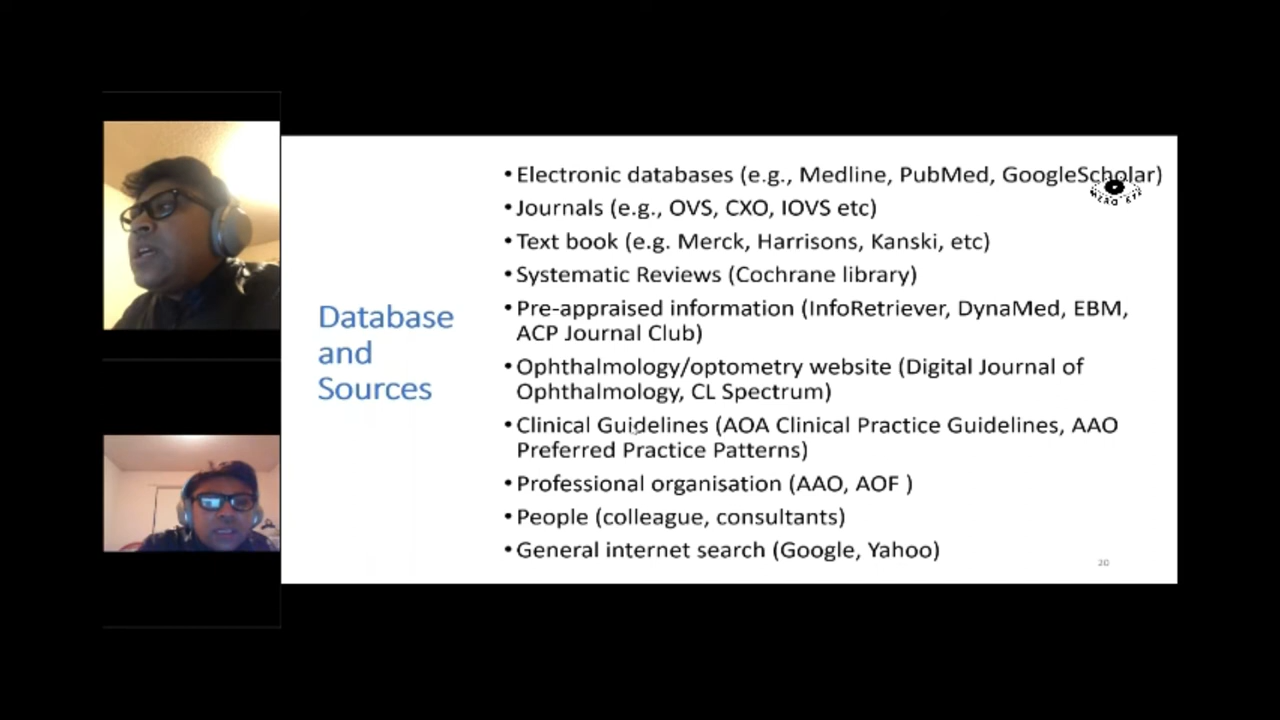 Database
and
Sources
•Electronic databases (e.g., Medline, PubMed, GoogleScholar)
•Journals (e.g., OVS, CXO, IOVS etc)
•Text book (e.g. Merck, Harrisons, Kanski, etc)
•Systematic Reviews (Cochrane library)
•Pre-appraised information (InfoRetriever, DynaMed, EBM,
ACP Journal Club)
•Ophthalmology/optometry website (Digital Journal of
Ophthalmology, CL Spectrum)
•Clinical Guidelines (AOA Clinical Practice Guidelines, AAO
Preferred Practice Patterns)
•Professional organisation (AAO, AOF )
•People (colleague, consultants)
•General internet search (Google, Yahoo)
20